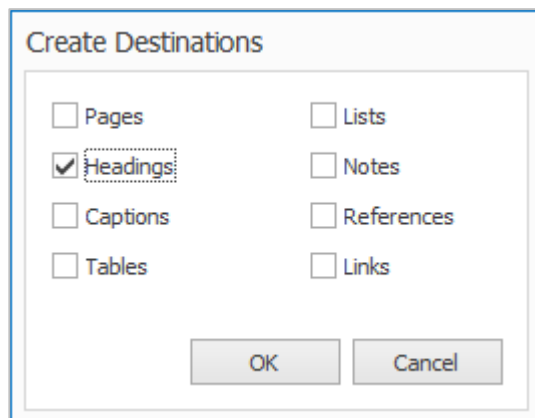 Create Destinations
Pages
Lists
Headings
Notes
Captions
References
Tables
Links
OK
Cancel